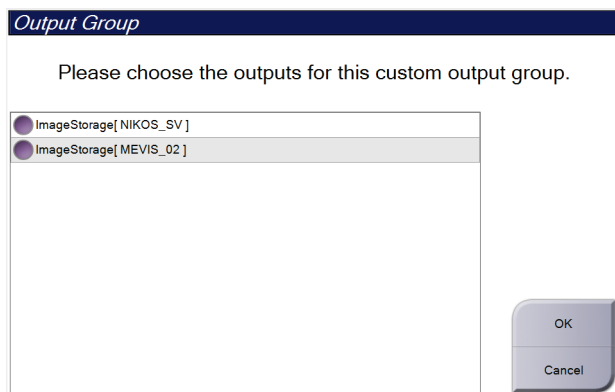 Output Group
Please choose the outputs for this custom output group.
ImageStorage[ NIKOS_SV ]
ImageStorage[ MEVIS_02 ]
OK
Cancel